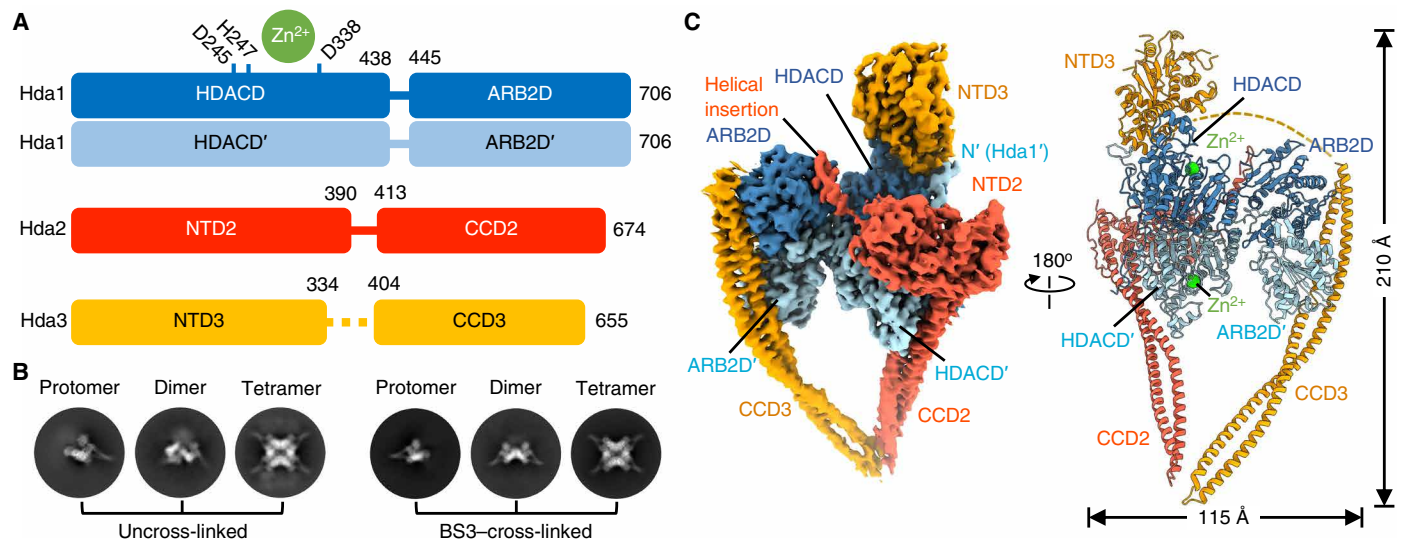 A
D245
H247
Zn²⁺
D338
438
445
Hda1
HDACD
ARB2D
706
Hda1
HDACD′
ARB2D′
706
390
413
Hda2
NTD2
CCD2
674
334
404
Hda3
NTD3
CCD3
655
B
Protomer
Dimer
Tetramer
Protomer
Dimer
Tetramer
Uncross-linked
BS3–cross-linked
C
Helical
insertion
HDACD
ARB2D
NTD3
N′ (Hda1′)
NTD2
ARB2D′
HDACD′
CCD3
CCD2
180º
NTD3
HDACD
Zn²⁺
ARB2D
HDACD′
Zn²⁺
ARB2D′
CCD3
CCD2
210 Å
115 Å